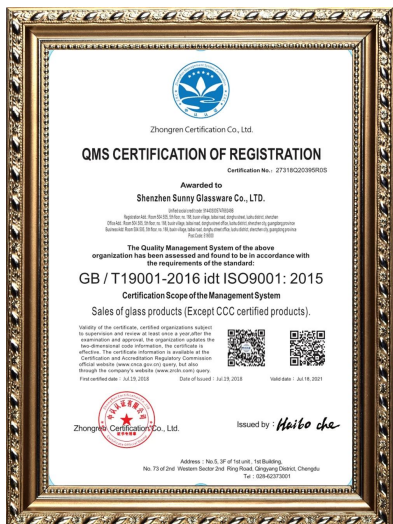 Zhongren Certification Co., Ltd.
QMS CERTIFICATION OF REGISTRATION
Certification No.: 27318Q20395R0S
Awarded to
Shenzhen Sunny Glassware Co., LTD.
The Quality Management System of the above
organization has been assessed and found to be in accordance with
the requirements of the standard:
GB / T19001-2016 idt ISO9001: 2015
Certification Scope of the Management System
Sales of glass products (Except CCC certified products).
Validity of the certificate, certified organizations subject
to supervision and review at least once a year,after the
examination and approval, the organization updates the
two-dimensional code information, the certificate is
effective. The certificate information is available at the
Certification and Accreditation Regulatory Commission
official website (www.cnca.gov.cn) query, but also
through the company's website (www.zrcfn.com) query.
First certified date : Jul.19, 2018 Date of Issued : Jul.19, 2018 Valid date : Jul.18, 2021
Zhongren Certification Co., Ltd.
Issued by : Haibo che
Address : No.5, 3F of 1st unit, 1st Building,
No. 73 of 2nd Western Sector 2nd Ring Road, Qingyang District, Chengdu
Tel : 028-62373001